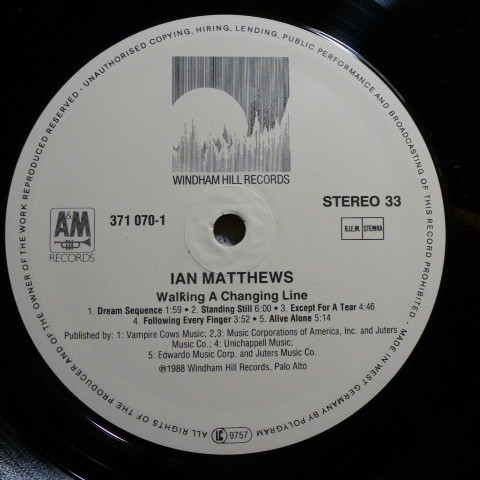 ALL RIGHTS OF THE PRODUCER AND OF THE OWNER OF THE WORK REPRODUCED RESERVED - UNAUTHORISED COPYING, HIRING, LENDING, PUBLIC PERFORMANCE AND BROADCASTING OF THIS RECORD PROHIBITED - MADE IN WEST GERMANY BY POLYGRAM
WINDHAM HILL RECORDS
A&M
RECORDS
371 070-1
STEREO 33
B.I.E.M. STEMRA
IAN MATTHEWS
Walking A Changing Line
1. Dream Sequence 1:59 • 2. Standing Still 6:00 • 3. Except For A Tear 4:46
4. Following Every Finger 3:52 • 5. Alive Alone 5:14
Published by: 1: Vampire Cows Music; 2,3: Music Corporations of America, Inc. and Juters
Music Co.; 4: Unichappell Music;
5: Edwardo Music Corp. and Juters Music Co.
℗1988 Windham Hill Records, Palo Alto
LC 9757